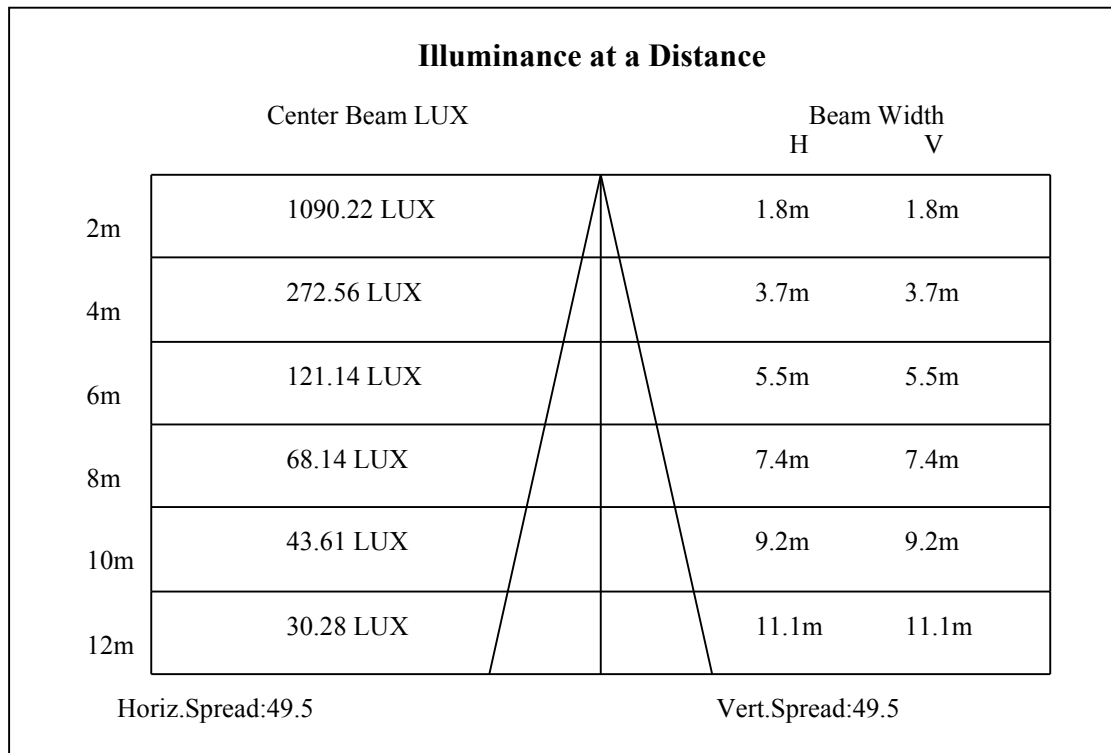 Illuminance at a Distance
Center Beam LUX Beam Width
H V
2m 1090.22 LUX 1.8m 1.8m
4m 272.56 LUX 3.7m 3.7m
6m 121.14 LUX 5.5m 5.5m
8m 68.14 LUX 7.4m 7.4m
10m 43.61 LUX 9.2m 9.2m
12m 30.28 LUX 11.1m 11.1m
Horiz.Spread:49.5 Vert.Spread:49.5